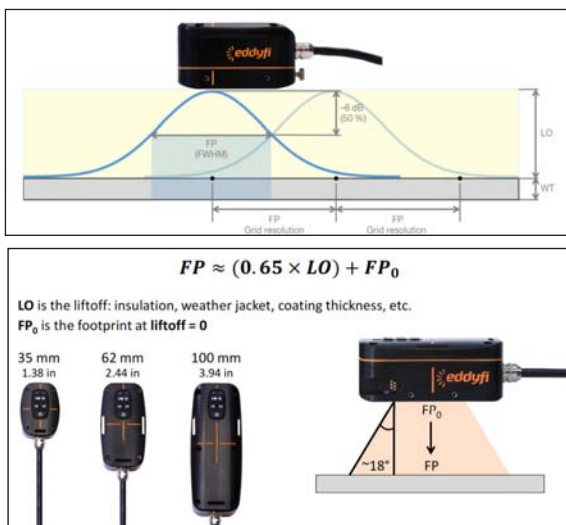 eddyfi
~6 dB
(50 %)
FP
(FWHM)
LO
WT
FP
Grid resolution
FP
Grid resolution
FP ≈ (0.65 × LO) + FP₀
LO is the liftoff: insulation, weather jacket, coating thickness, etc.
FP₀ is the footprint at liftoff = 0
35 mm
1.38 in
62 mm
2.44 in
100 mm
3.94 in
eddyfi
FP₀
FP
~18°